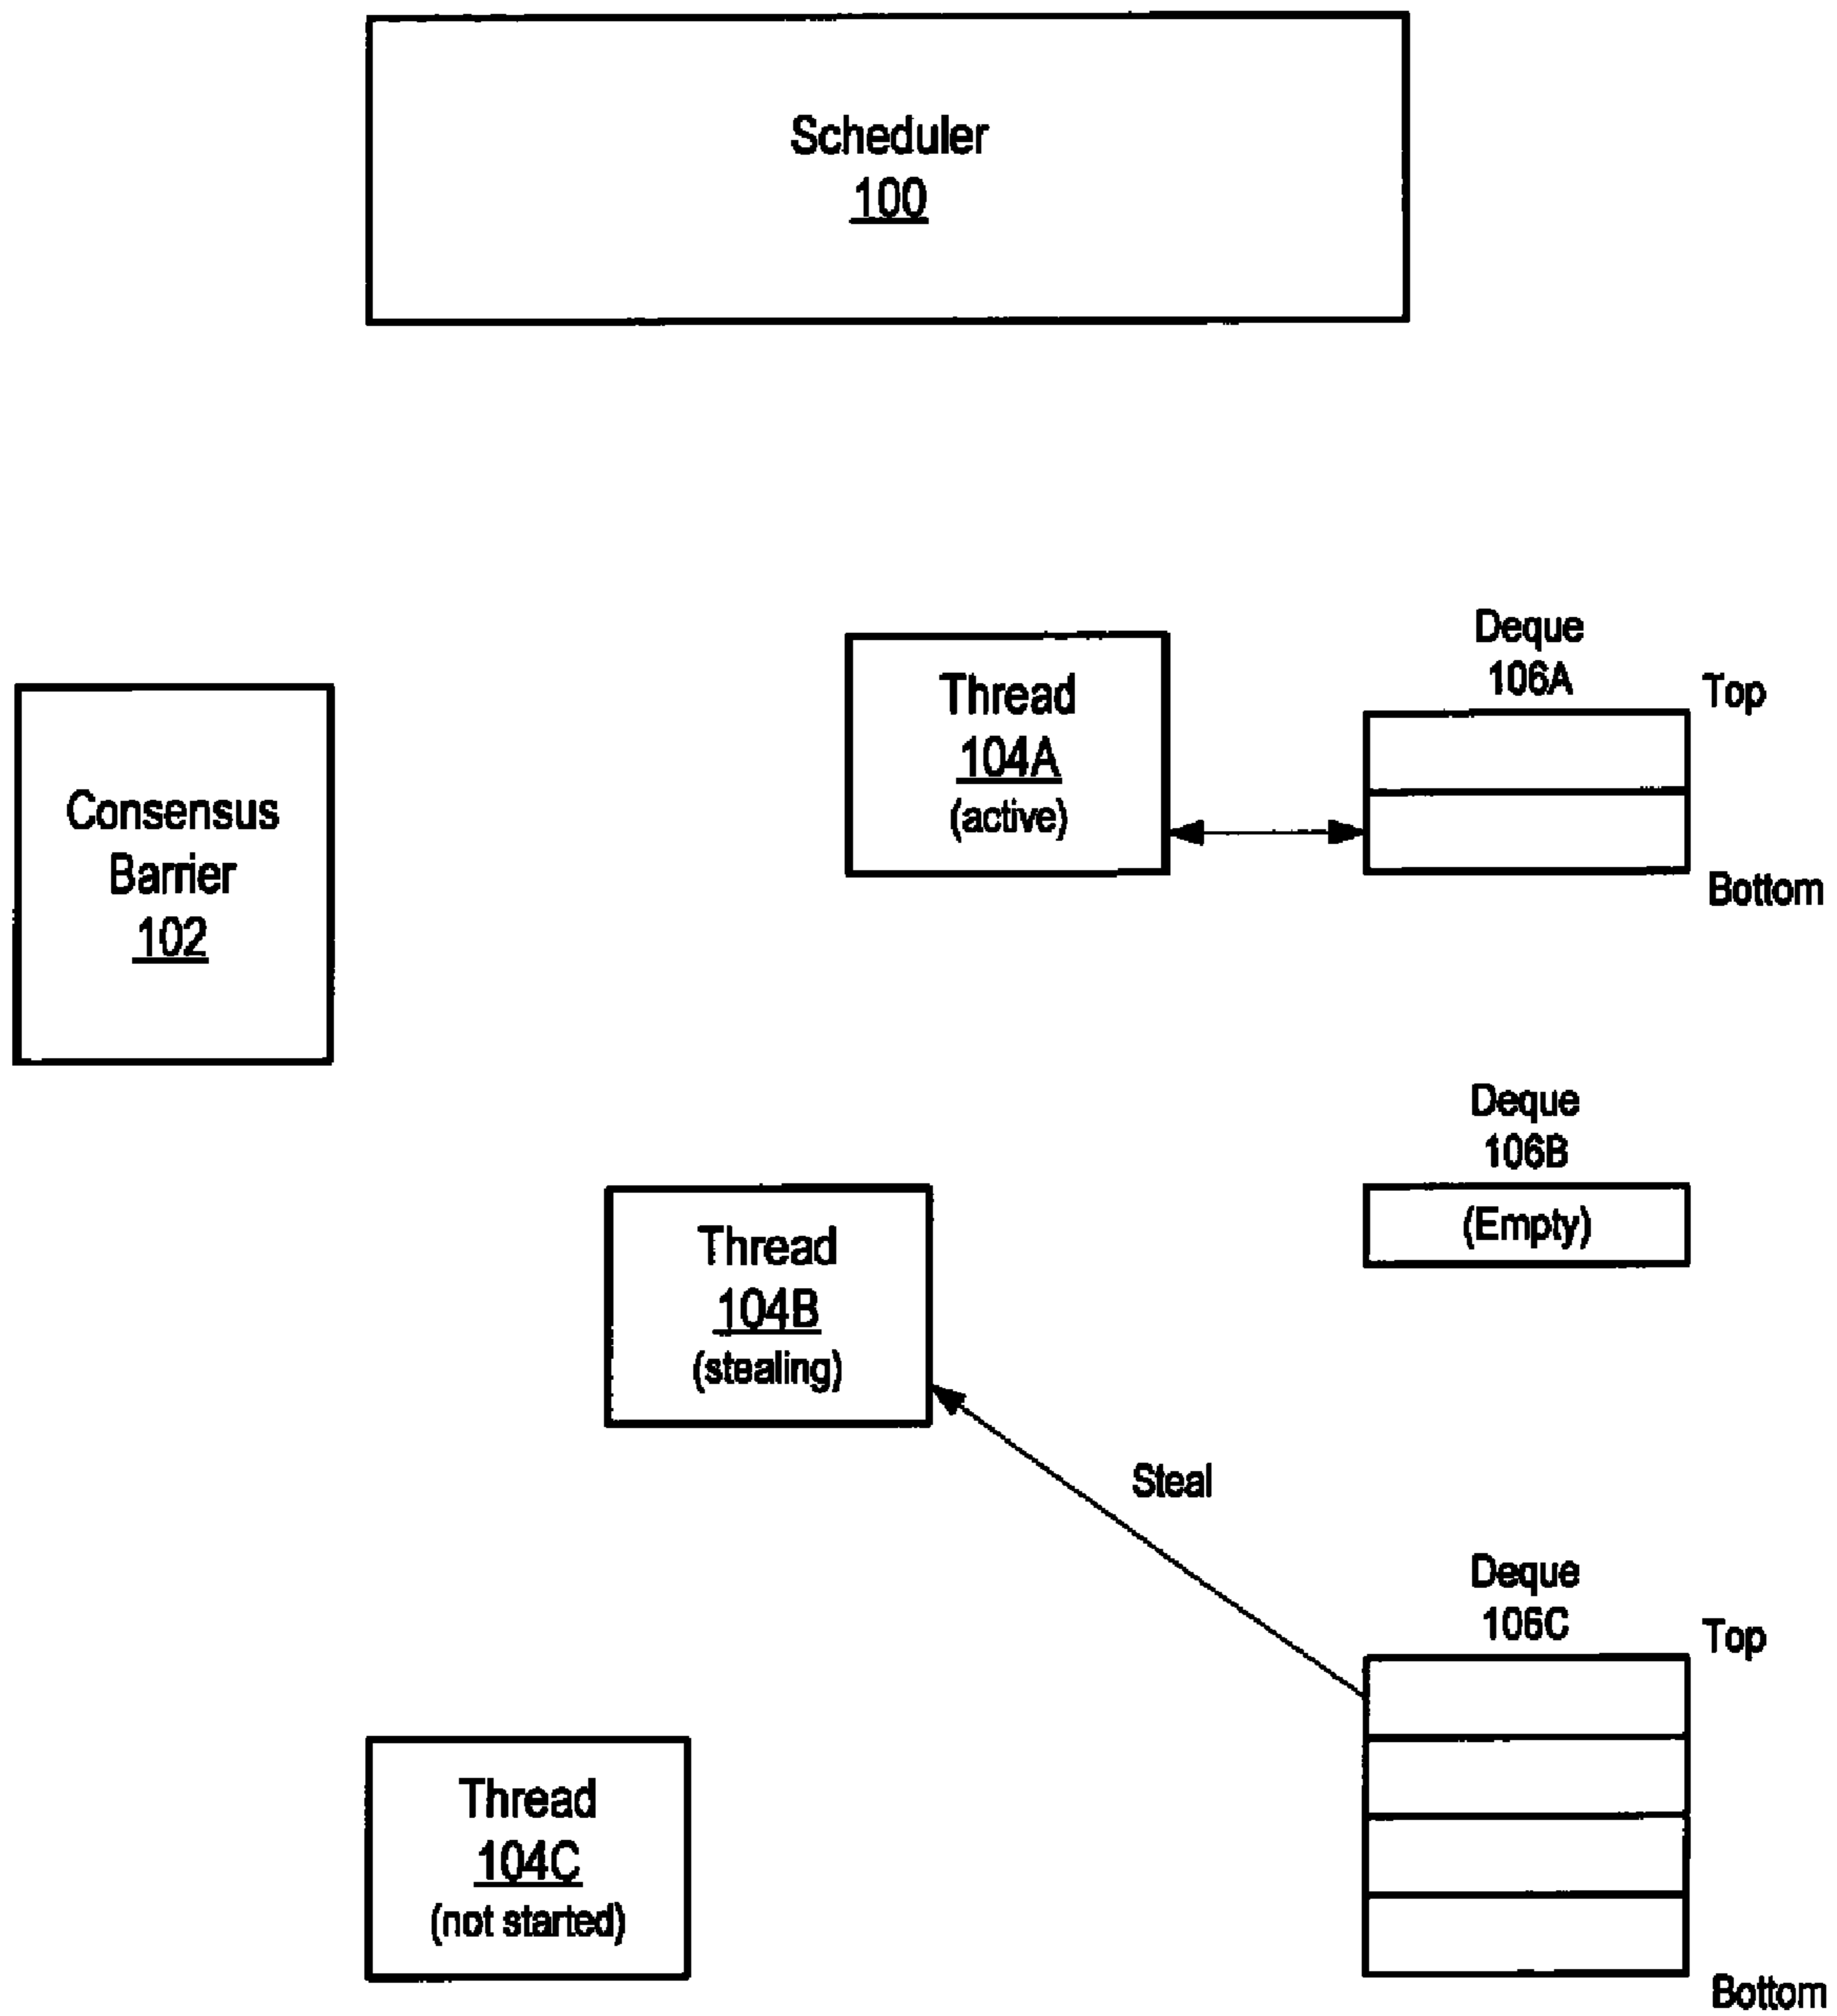 Scheduler
100
Deque
106A
Top
Thread
104A
(active)
Bottom
Consensus
Barrier
102
Deque
106B
(Empty)
Thread
104B
(stealing)
Steal
Deque
106C
Top
Thread
104C
(not started)
Bottom